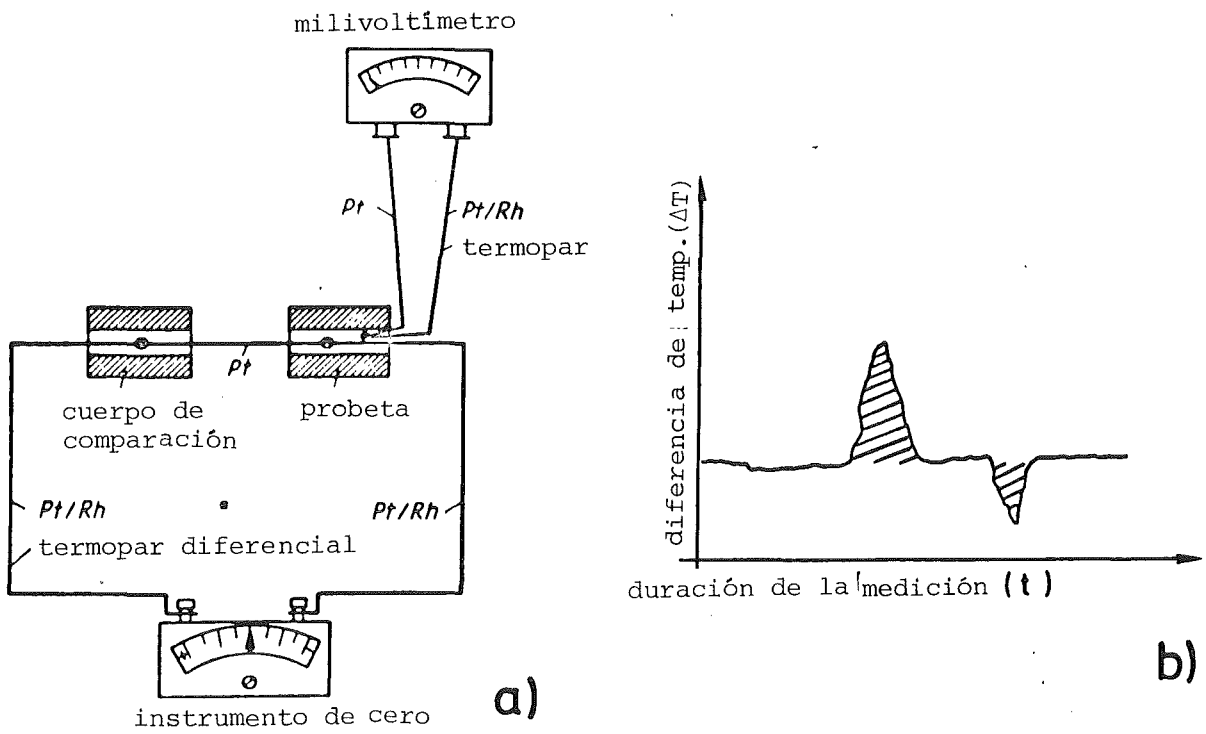 milivoltímetro
Pt
Pt/Rh
termopar
Pt
cuerpo de
comparación
probeta
Pt/Rh
Pt/Rh
termopar diferencial
instrumento de cero
a)
diferencia de temp. (ΔT)
duración de la medición (t)
b)